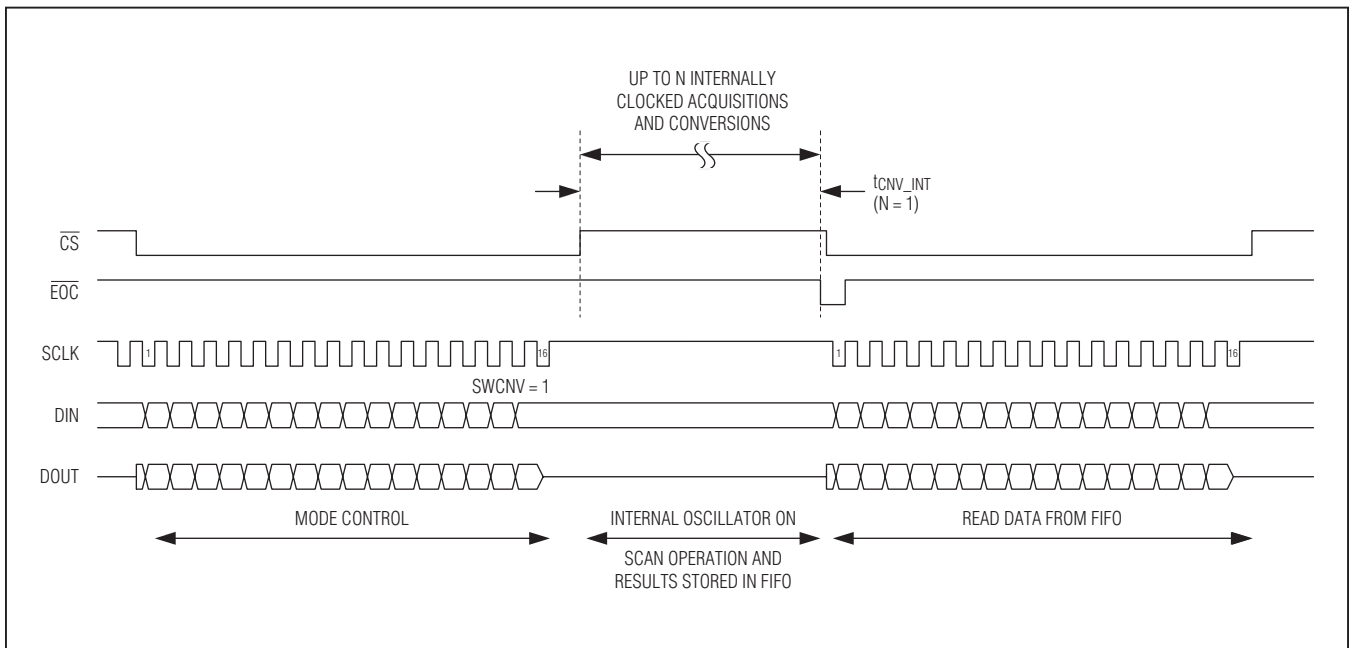 UP TO N INTERNALLY
CLOCKED ACQUISITIONS
AND CONVERSIONS
tCNV_INT
(N = 1)
CS
EOC
SCLK
1
16
1
16
SWCNV = 1
DIN
DOUT
MODE CONTROL
INTERNAL OSCILLATOR ON
READ DATA FROM FIFO
SCAN OPERATION AND
RESULTS STORED IN FIFO